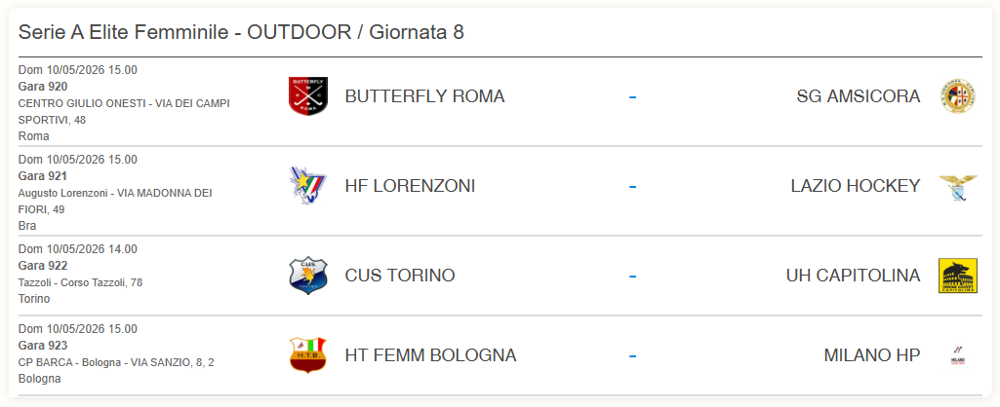 Serie A Elite Femminile - OUTDOOR / Giornata 8
Dom 10/05/2026 15.00
Gara 920
CENTRO GIULIO ONESTI - VIA DEI CAMPI
SPORTIVI, 48
Roma
BUTTERFLY
ROMA
BUTTERFLY ROMA
-
SG AMSICORA
Dom 10/05/2026 15.00
Gara 921
Augusto Lorenzoni - VIA MADONNA DEI
FIORI, 49
Bra
HF LORENZONI
-
LAZIO HOCKEY
Dom 10/05/2026 14.00
Gara 922
Tazzoli - Corso Tazzoli, 78
Torino
C.U.S.
CUS TORINO
-
UH CAPITOLINA
CAPITOLINA
Dom 10/05/2026 15.00
Gara 923
CP BARCA - Bologna - VIA SANZIO, 8, 2
Bologna
H.T.B.
HT FEMM BOLOGNA
-
MILANO HP
MILANO